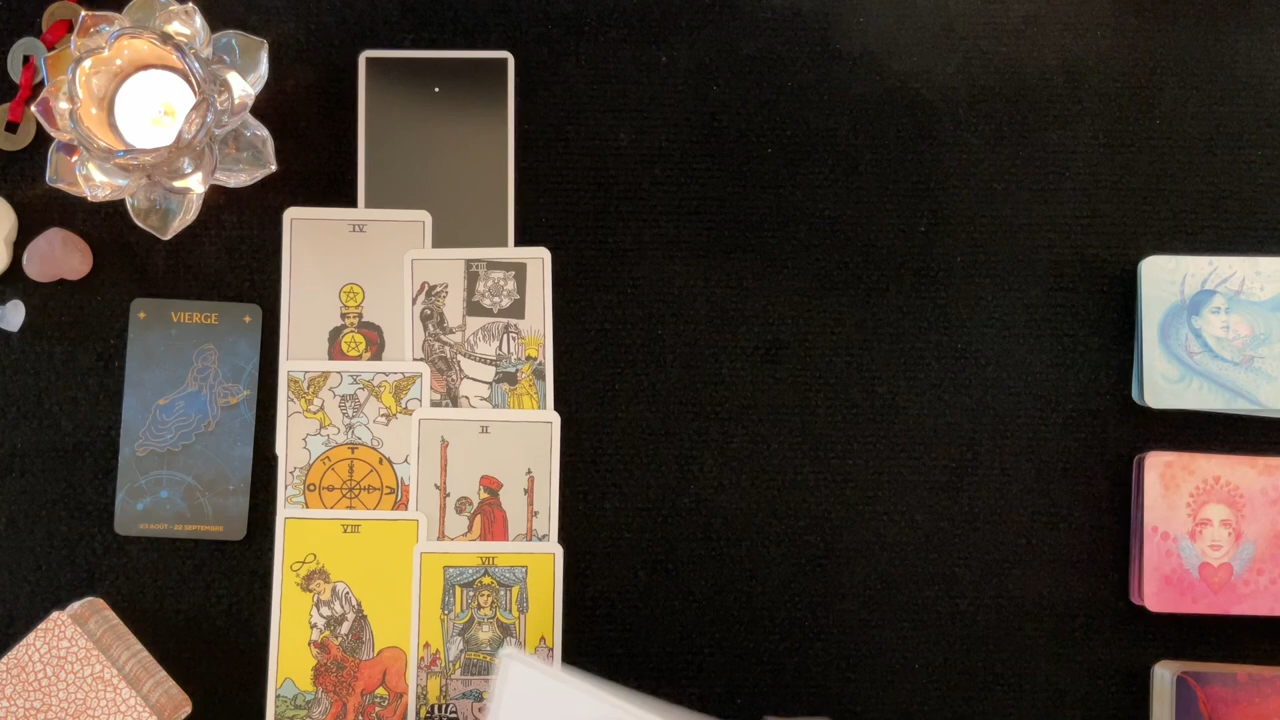 VIERGE
23 AOÛT - 22 SEPTEMBRE
IV
XIII
X
II
VIII
VII